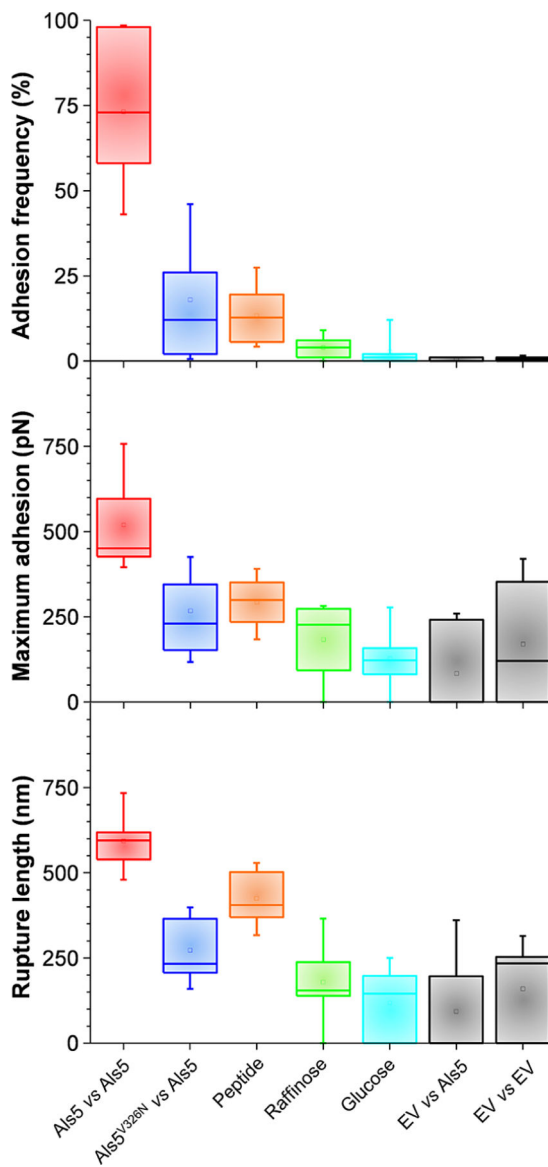 Adhesion frequency (%)
100
75
50
25
0
Maximum adhesion (pN)
750
500
250
0
Rupture length (nm)
750
500
250
0
Als5 vs Als5
Als5V326N vs Als5
Peptide
Raffinose
Glucose
EV vs Als5
EV vs EV